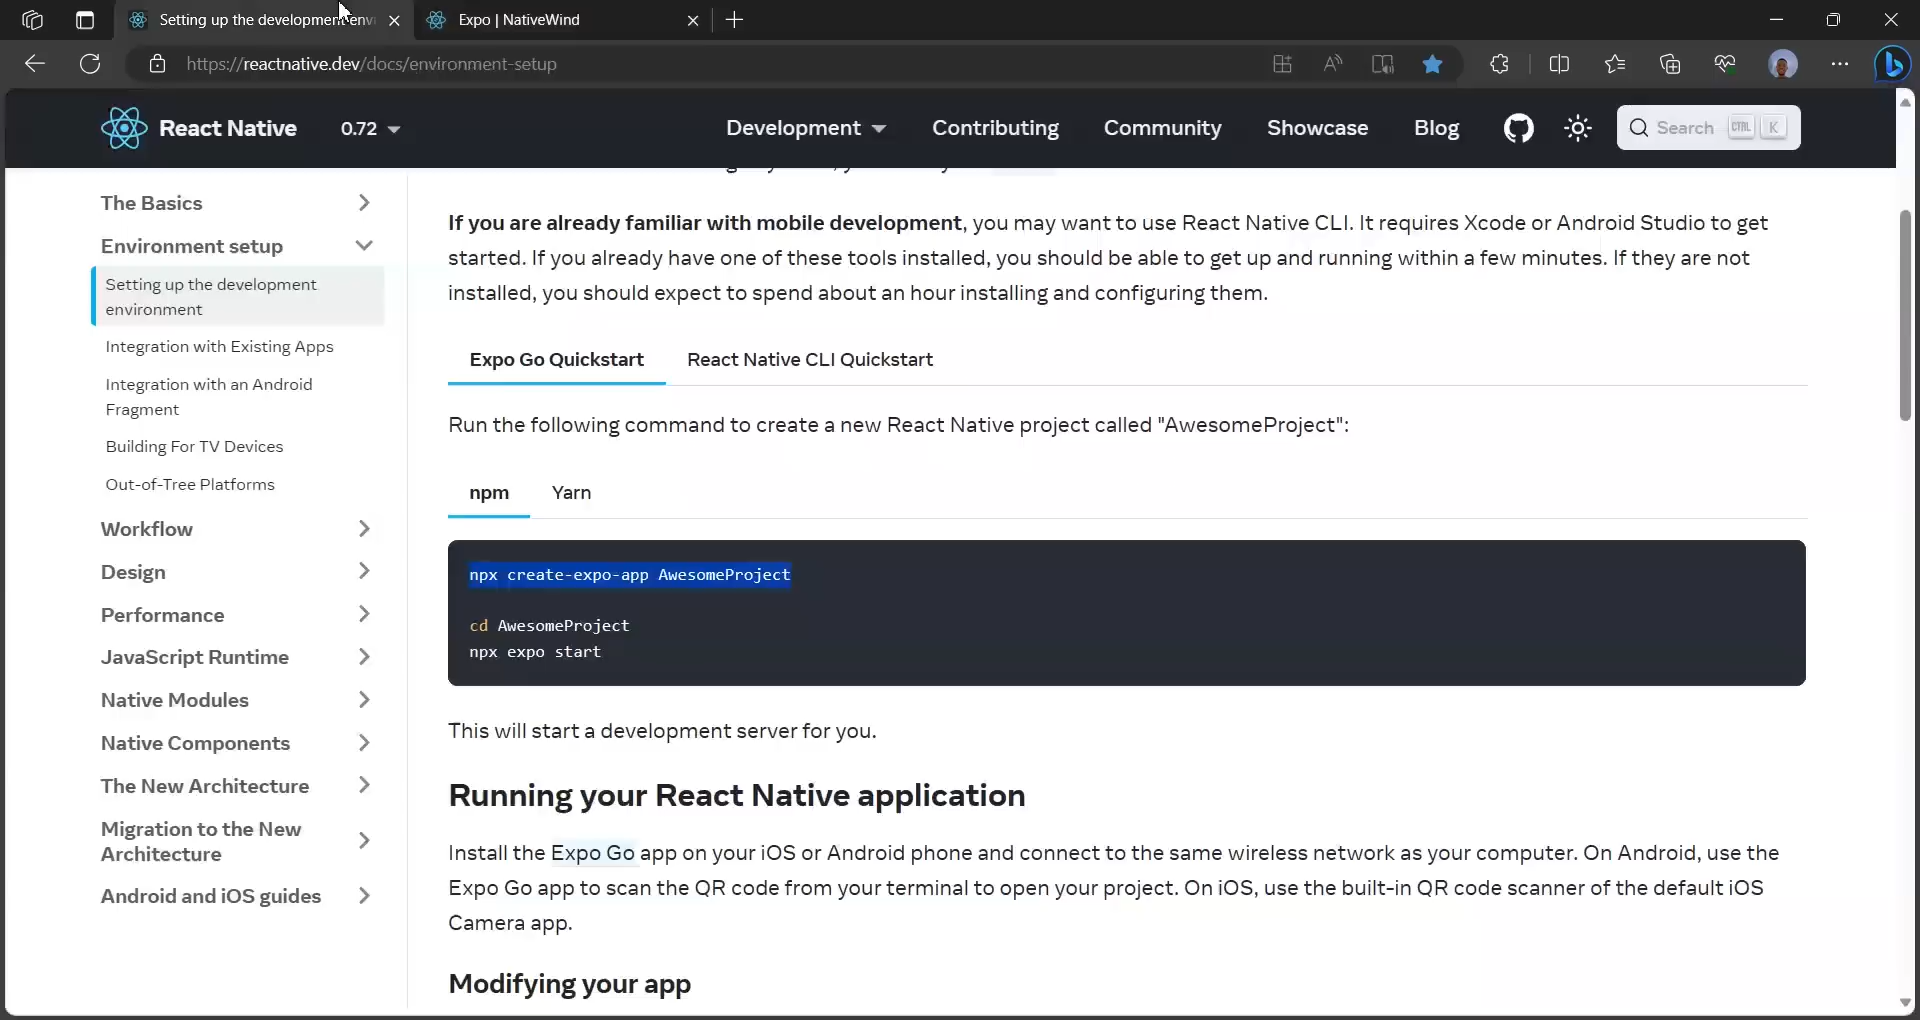 Setting up the development env
Expo | NativeWind
https://reactnative.dev/docs/environment-setup
React Native
0.72
Development
Contributing
Community
Showcase
Blog
Search
CTRL
K
The Basics
Environment setup
Setting up the development
environment
Integration with Existing Apps
Integration with an Android
Fragment
Building For TV Devices
Out-of-Tree Platforms
Workflow
Design
Performance
JavaScript Runtime
Native Modules
Native Components
The New Architecture
Migration to the New
Architecture
Android and iOS guides
If you are already familiar with mobile development, you may want to use React Native CLI. It requires Xcode or Android Studio to get
started. If you already have one of these tools installed, you should be able to get up and running within a few minutes. If they are not
installed, you should expect to spend about an hour installing and configuring them.
Expo Go Quickstart
React Native CLI Quickstart
Run the following command to create a new React Native project called "AwesomeProject":
npm
Yarn
npx create-expo-app AwesomeProject
cd AwesomeProject
npx expo start
This will start a development server for you.
Running your React Native application
Install the Expo Go app on your iOS or Android phone and connect to the same wireless network as your computer. On Android, use the
Expo Go app to scan the QR code from your terminal to open your project. On iOS, use the built-in QR code scanner of the default iOS
Camera app.
Modifying your app